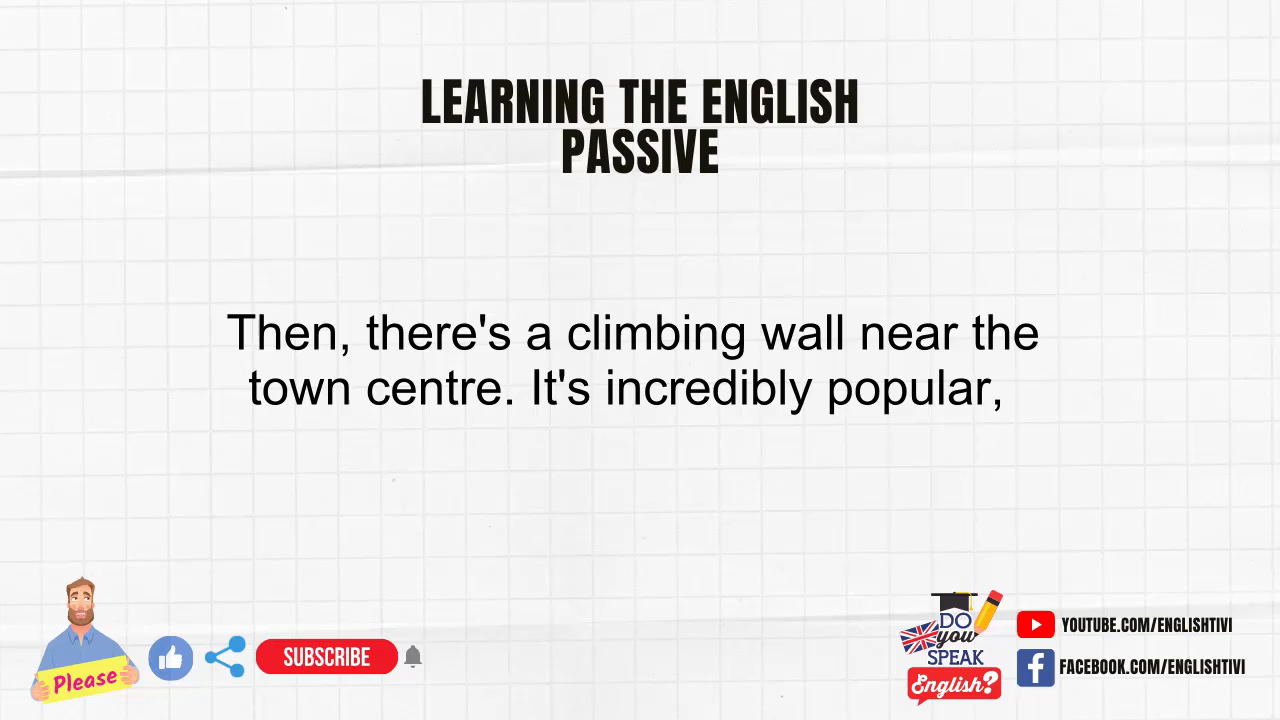 LEARNING THE ENGLISH
PASSIVE
Then, there's a climbing wall near the
town centre. It's incredibly popular,
Please
SUBSCRIBE
DO
you
SPEAK
English?
YOUTUBE.COM/ENGLISHTIVI
FACEBOOK.COM/ENGLISHTIVI